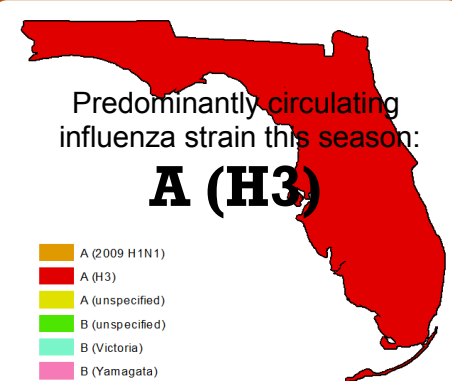 Predominantly circulating
influenza strain this season:
A (H3)
A (2009 H1N1)
A (H3)
A (unspecified)
B (unspecified)
B (Victoria)
B (Yamagata)